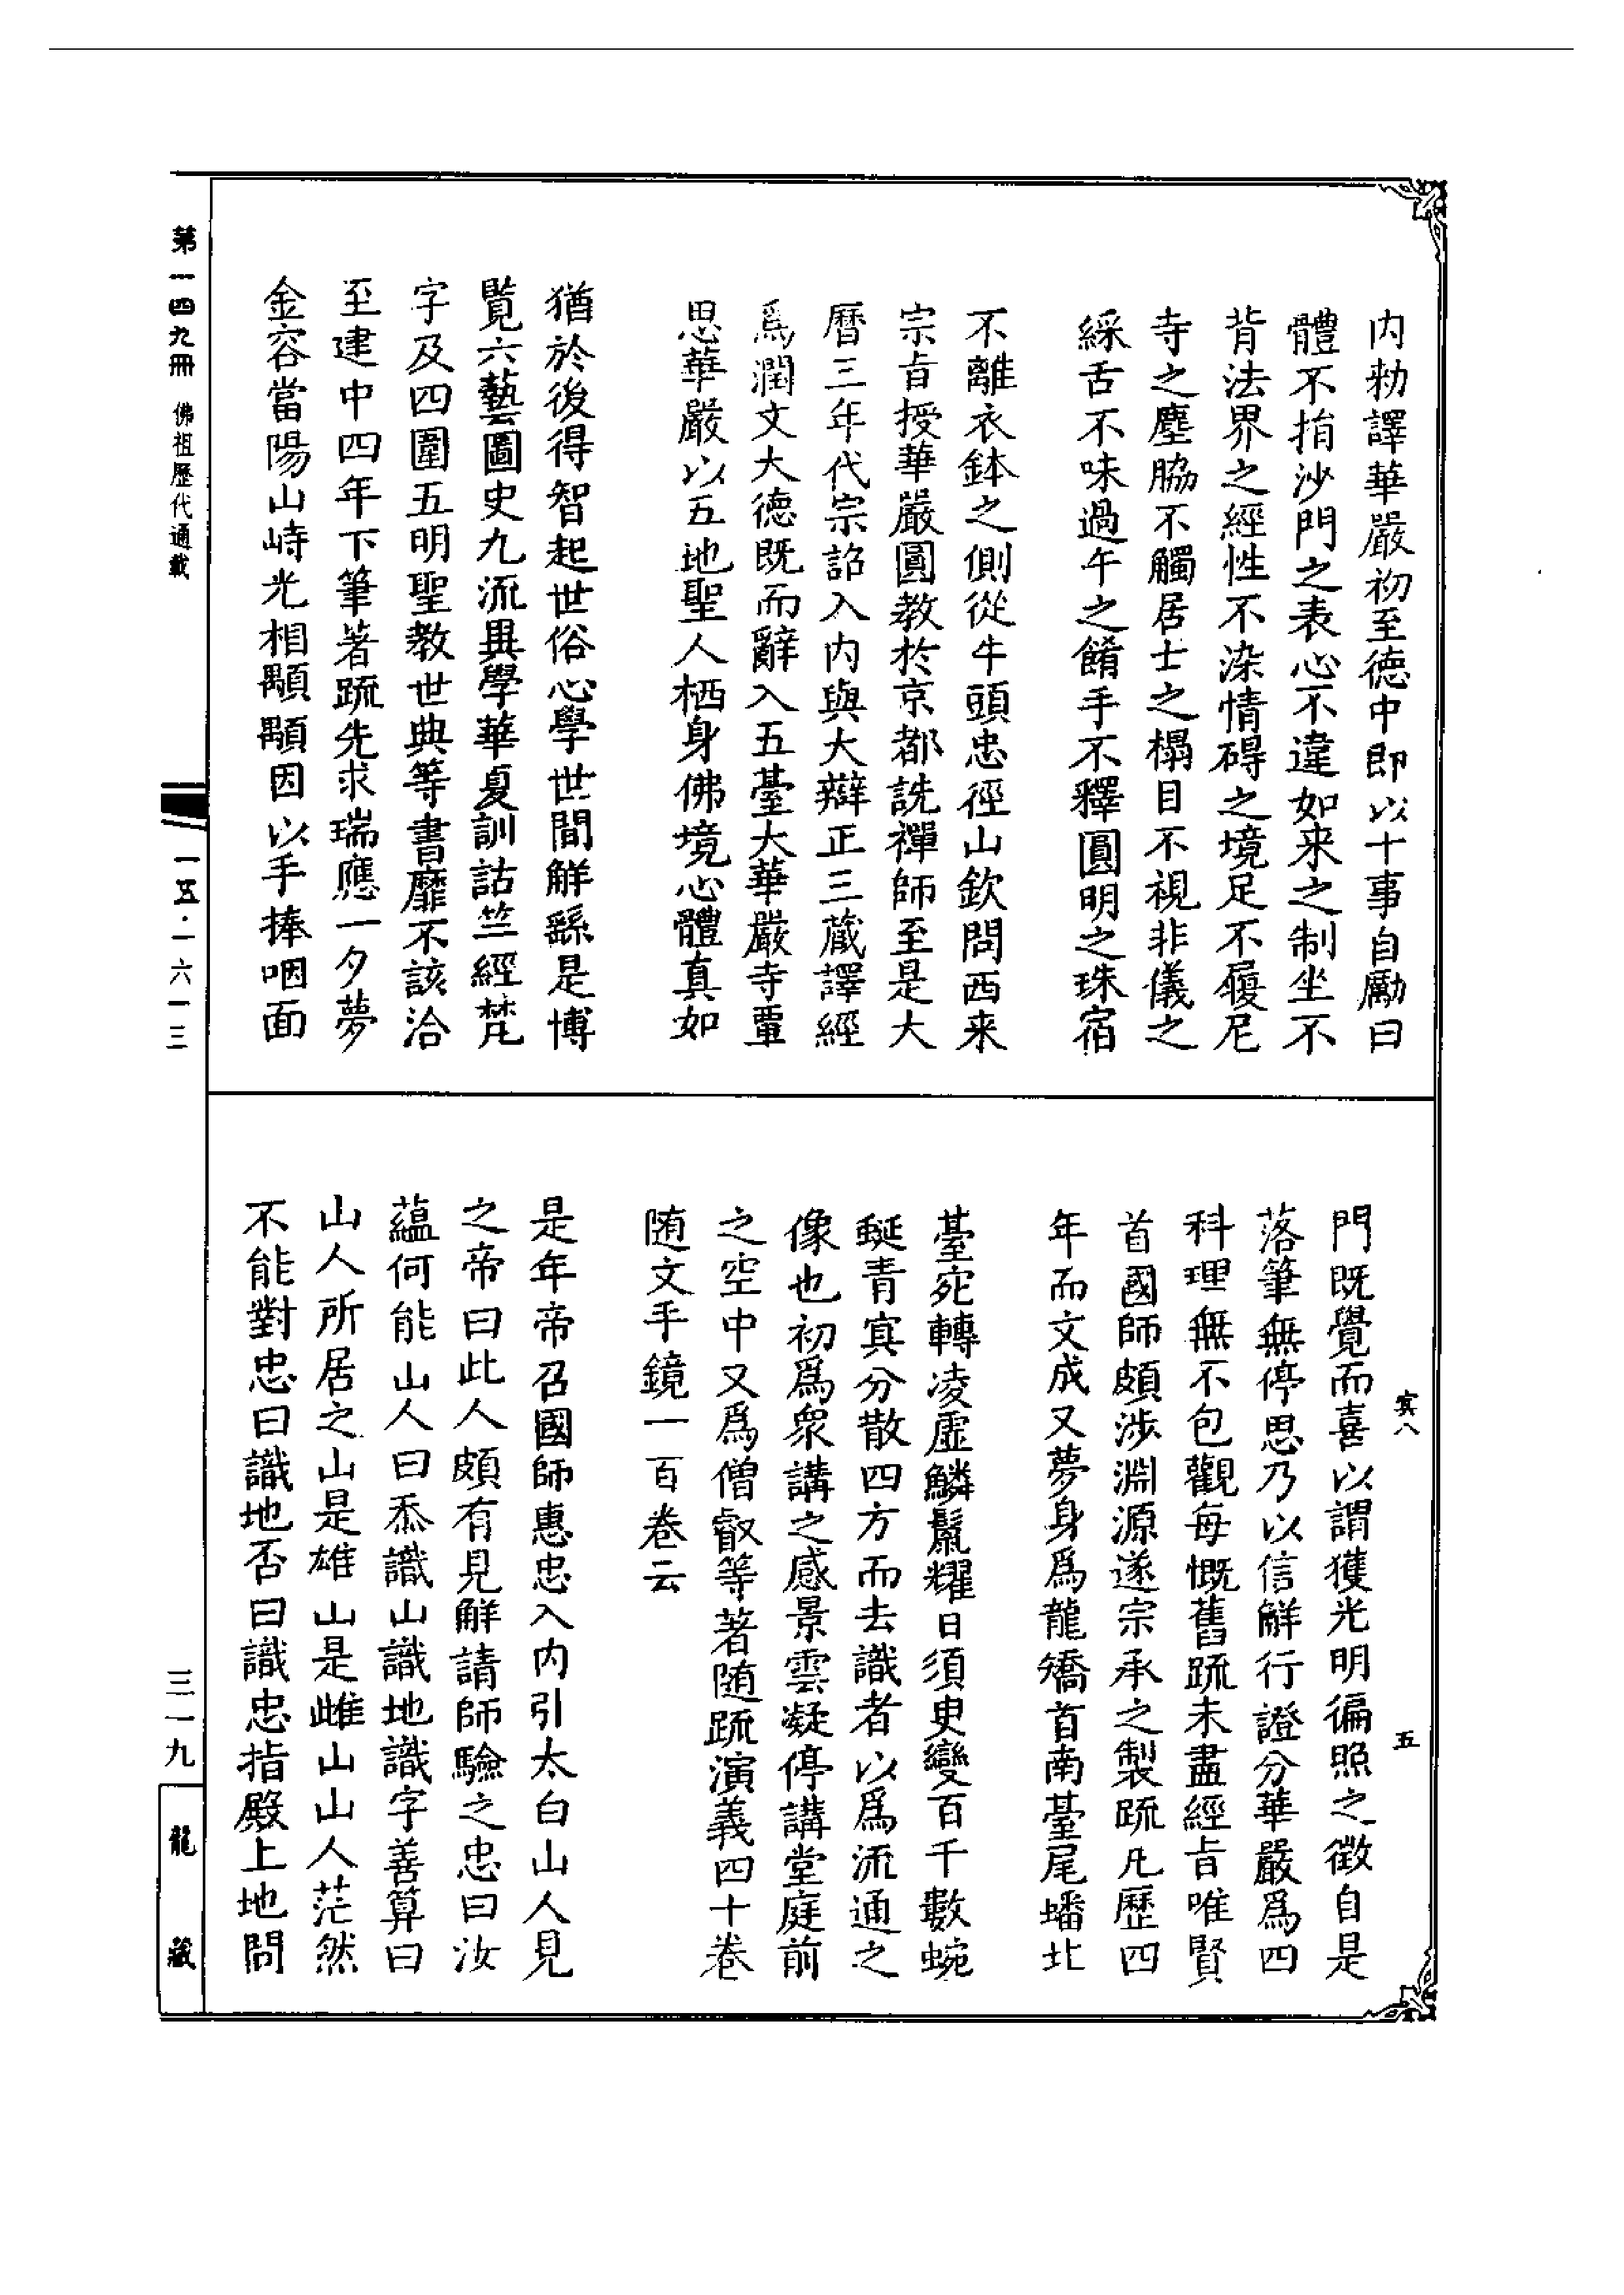 内勑譯華嚴初至德中即以十事自勵曰
體不捐沙門之表心不違如来之制坐不
背法界之經性不染情碍之境足不履尼
寺之塵脇不觸居士之榻目不視非儀之
綵舌不味過午之餚手不釋圓明之珠宿
不離衣鉢之側從牛頭忠徑山欽問西来
宗旨授華嚴圓教於京都詵禪師至是大
曆三年代宗詔入内與大辯正三藏譯經
爲潤文大德既而辭入五臺大華嚴寺覃
思華嚴以五地聖人栖身佛境心體真如
猶於後得智起世俗心學世間解繇是博
覧六藝圖史九流異學華夏訓詁竺經梵
字及四圍五明聖教世典等書靡不該洽
至建中四年下筆著䟽先求瑞應一夕夢
金容當陽山峙光相顒顒因以手捧咽面
門既覺而喜以謂獲光明徧照之徵自是
落筆無停思乃以信解行證分華嚴爲四
科理無不包觀每慨舊䟽未盡經旨唯賢
首國師頗涉淵源遂宗承之製䟽凡歷四
年而文成又夢身爲龍矯首南臺尾蟠北
臺宛轉凌虛鱗鬣耀日須史變百千數蜿
蜒青冥分散四方而去識者以爲流通之
像也初爲衆講之感景雲凝停講堂庭前
之空中又爲僧叡等著随䟽演義四十卷
随文手鏡一百卷云
是年帝召國師惠忠入内引太白山人見
之帝曰此人頗有見解請師驗之忠曰汝
藴何能山人曰忝識山識地識字善算曰
山人所居之山是雄山是雌山山人茫然
不能對忠曰識地否曰識忠指殿上地問
賓八
五
第一四九冊 佛祖歷代通載
一五·一六一三
三一九
龍藏